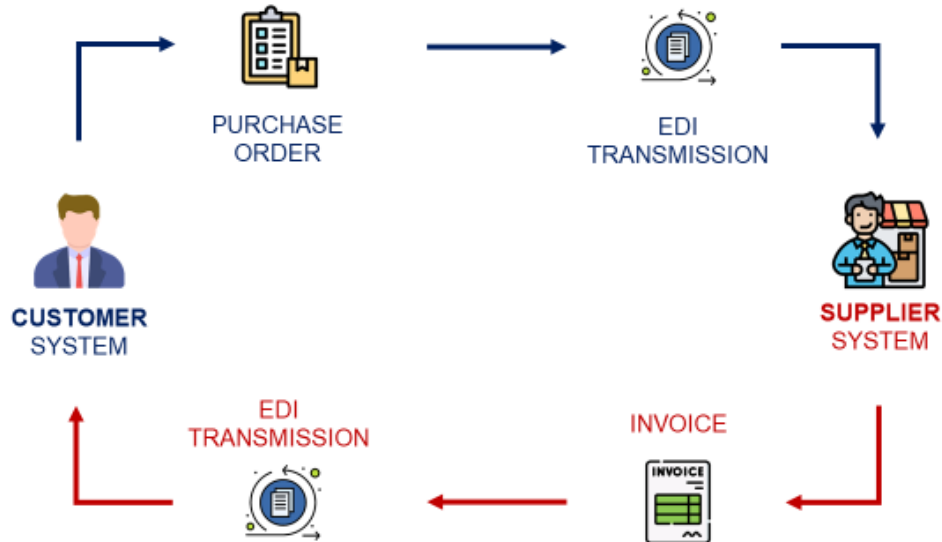 PURCHASE
ORDER
EDI
TRANSMISSION
CUSTOMER
SYSTEM
SUPPLIER
SYSTEM
EDI
TRANSMISSION
INVOICE
INVOICE